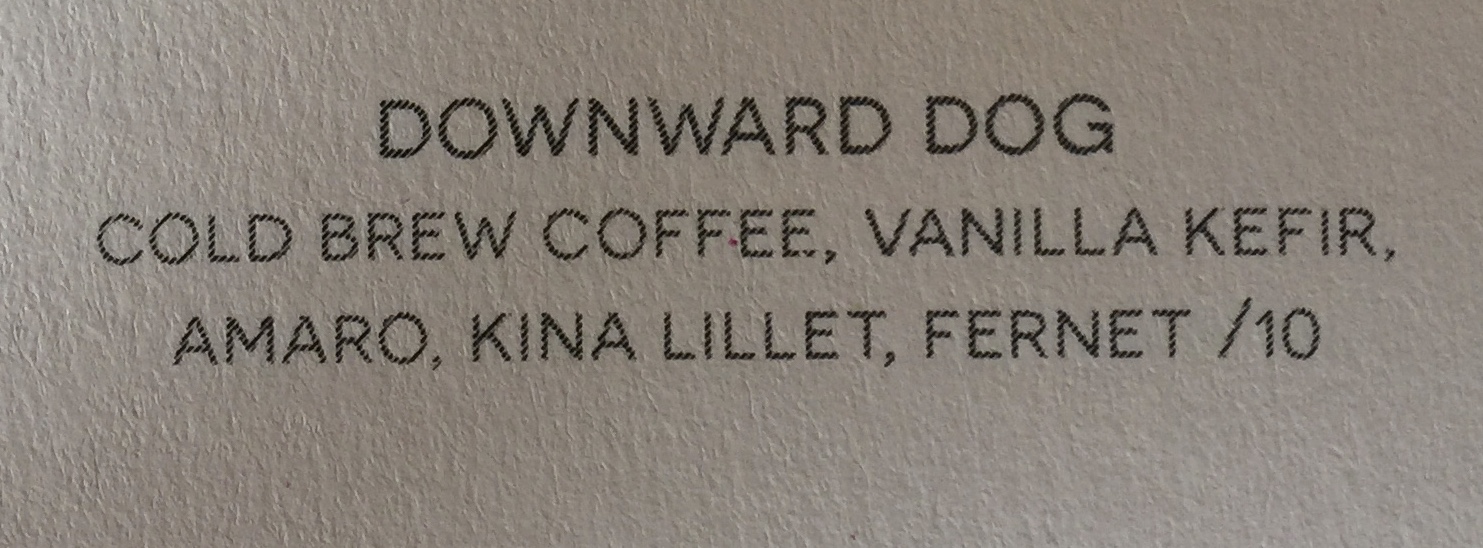 DOWNWARD DOG
COLD BREW COFFEE, VANILLA KEFIR,
AMARO, KINA LILLET, FERNET /10